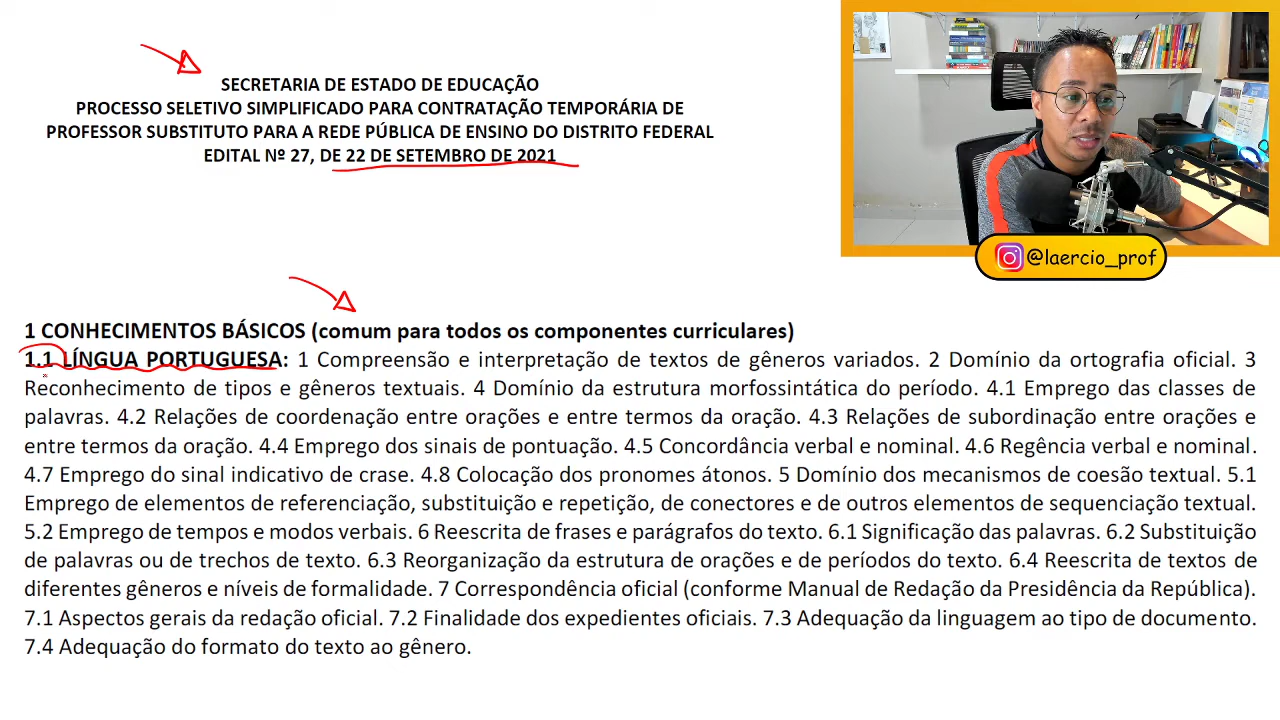 SECRETARIA DE ESTADO DE EDUCAÇÃO
PROCESSO SELETIVO SIMPLIFICADO PARA CONTRATAÇÃO TEMPORÁRIA DE
PROFESSOR SUBSTITUTO PARA A REDE PÚBLICA DE ENSINO DO DISTRITO FEDERAL
EDITAL Nº 27, DE 22 DE SETEMBRO DE 2021
@laercio_prof
1 CONHECIMENTOS BÁSICOS (comum para todos os componentes curriculares)
1.1 LÍNGUA PORTUGUESA: 1 Compreensão e interpretação de textos de gêneros variados. 2 Domínio da ortografia oficial. 3
Reconhecimento de tipos e gêneros textuais. 4 Domínio da estrutura morfossintática do período. 4.1 Emprego das classes de
palavras. 4.2 Relações de coordenação entre orações e entre termos da oração. 4.3 Relações de subordinação entre orações e
entre termos da oração. 4.4 Emprego dos sinais de pontuação. 4.5 Concordância verbal e nominal. 4.6 Regência verbal e nominal.
4.7 Emprego do sinal indicativo de crase. 4.8 Colocação dos pronomes átonos. 5 Domínio dos mecanismos de coesão textual. 5.1
Emprego de elementos de referenciação, substituição e repetição, de conectores e de outros elementos de sequenciação textual.
5.2 Emprego de tempos e modos verbais. 6 Reescrita de frases e parágrafos do texto. 6.1 Significação das palavras. 6.2 Substituição
de palavras ou de trechos de texto. 6.3 Reorganização da estrutura de orações e de períodos do texto. 6.4 Reescrita de textos de
diferentes gêneros e níveis de formalidade. 7 Correspondência oficial (conforme Manual de Redação da Presidência da República).
7.1 Aspectos gerais da redação oficial. 7.2 Finalidade dos expedientes oficiais. 7.3 Adequação da linguagem ao tipo de documento.
7.4 Adequação do formato do texto ao gênero.